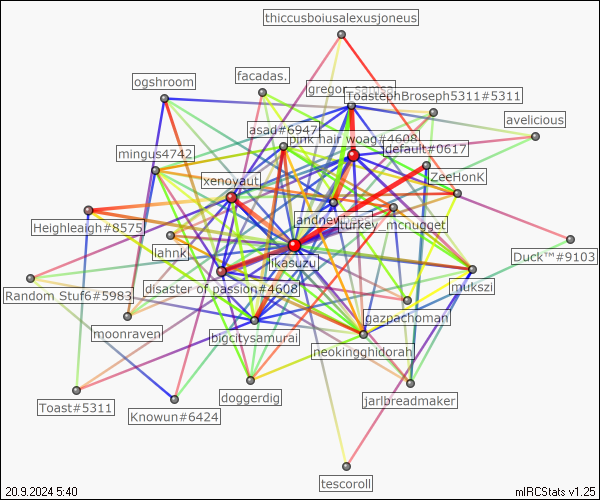 thiccusboiusalexusjoneus
ogshroom
facadas.
gregor_samsa
ToastephBroseph5311#5311
avelicious
asad#6947
pink hair woag#4608
default#0617
mingus4742
xenoyaut
ZeeHonK
Heighleaigh#8575
turkey_mcnugget
lahnk
ikasuzu
Duck™#9103
Random Stuf6#5983
disaster of passion#4608
mukszi
moonraven
gazpachoman
bigcitysamurai
neokingghidorah
Toast#5311
Knowun#6424
doggerdig
jarlbreadmaker
tescoroll
20.9.2024 5:40
mIRCStats v1.25